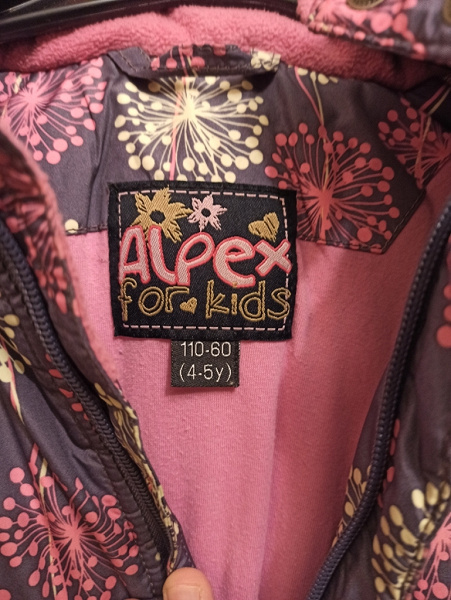 Alpex
for kids
110-60
(4-5y)